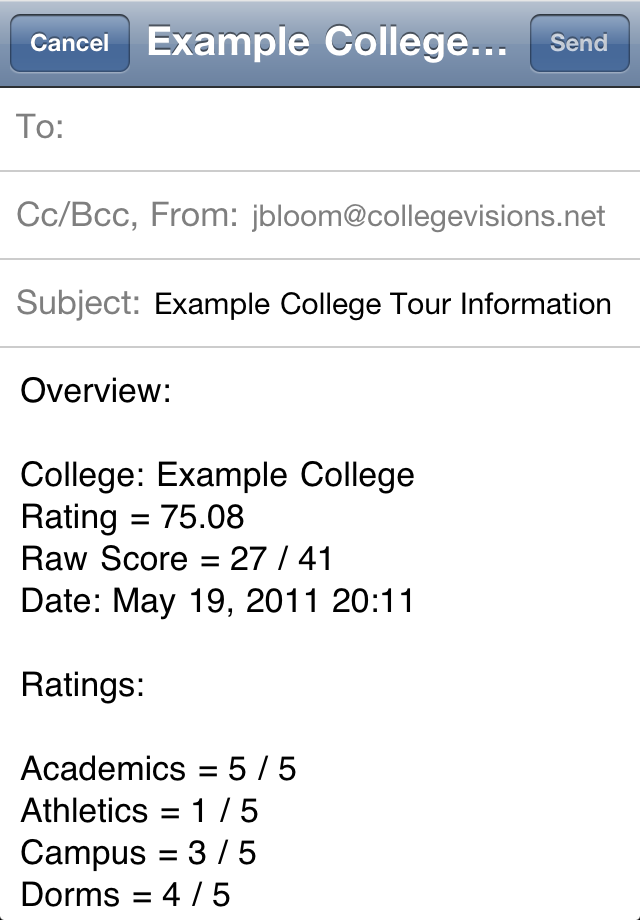 Cancel Example College... Send
To:
Cc/Bcc, From: jbloom@collegevisions.net
Subject: Example College Tour Information
Overview:
College: Example College
Rating = 75.08
Raw Score = 27 / 41
Date: May 19, 2011 20:11
Ratings:
Academics = 5 / 5
Athletics = 1 / 5
Campus = 3 / 5
Dorms = 4 / 5